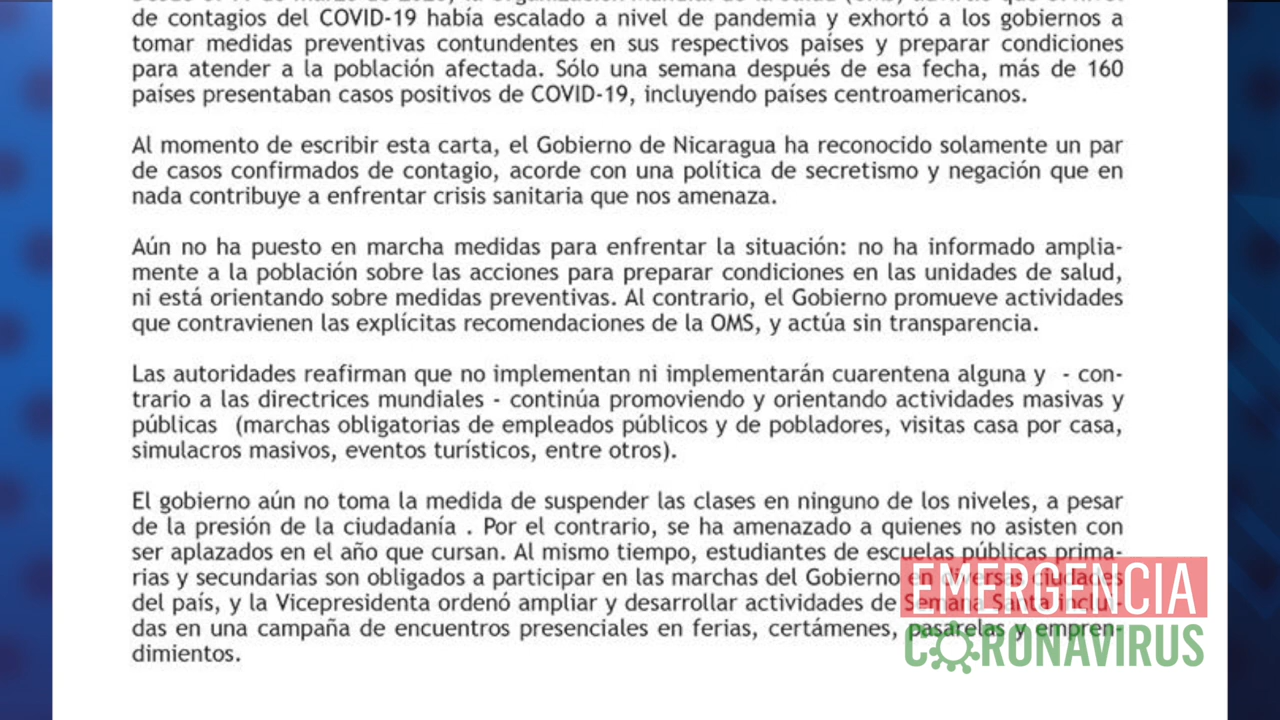 de contagios del COVID-19 había escalado a nivel de pandemia y exhortó a los gobiernos a
tomar medidas preventivas contundentes en sus respectivos países y preparar condiciones
para atender a la población afectada. Sólo una semana después de esa fecha, más de 160
países presentaban casos positivos de COVID-19, incluyendo países centroamericanos.
Al momento de escribir esta carta, el Gobierno de Nicaragua ha reconocido solamente un par
de casos confirmados de contagio, acorde con una política de secretismo y negación que en
nada contribuye a enfrentar crisis sanitaria que nos amenaza.
Aún no ha puesto en marcha medidas para enfrentar la situación: no ha informado amplia-
mente a la población sobre las acciones para preparar condiciones en las unidades de salud,
ni está orientando sobre medidas preventivas. Al contrario, el Gobierno promueve actividades
que contravienen las explícitas recomendaciones de la OMS, y actúa sin transparencia.
Las autoridades reafirman que no implementan ni implementarán cuarentena alguna y - con-
trario a las directrices mundiales - continúa promoviendo y orientando actividades masivas y
públicas (marchas obligatorias de empleados públicos y de pobladores, visitas casa por casa,
simulacros masivos, eventos turísticos, entre otros).
El gobierno aún no toma la medida de suspender las clases en ninguno de los niveles, a pesar
de la presión de la ciudadanía . Por el contrario, se ha amenazado a quienes no asisten con
ser aplazados en el año que cursan. Al mismo tiempo, estudiantes de escuelas públicas prima-
rias y secundarias son obligados a participar en las marchas del Gobierno en diversas ciudades
del país, y la Vicepresidenta ordenó ampliar y desarrollar actividades de Semana Santa inclui-
das en una campaña de encuentros presenciales en ferias, certámenes, pasarelas y empren-
dimientos.
EMERGENCIA
CORONAVIRUS